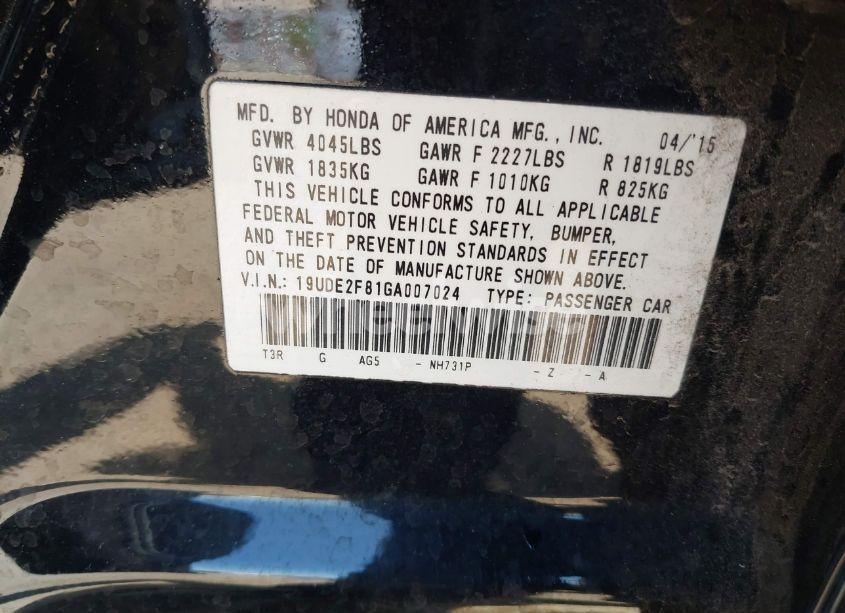 MFD. BY HONDA OF AMERICA MFG., INC. 04/'15
GVWR 4045LBS GAWR F 2227LBS R 1819LBS
GVWR 1835KG GAWR F 1010KG R 825KG
THIS VEHICLE CONFORMS TO ALL APPLICABLE
FEDERAL MOTOR VEHICLE SAFETY, BUMPER,
AND THEFT PREVENTION STANDARDS IN EFFECT
ON THE DATE OF MANUFACTURE SHOWN ABOVE.
V.I.N.: 19UDE2F81GA007024 TYPE: PASSENGER CAR
T3R G AG5 - NH731P - Z - A